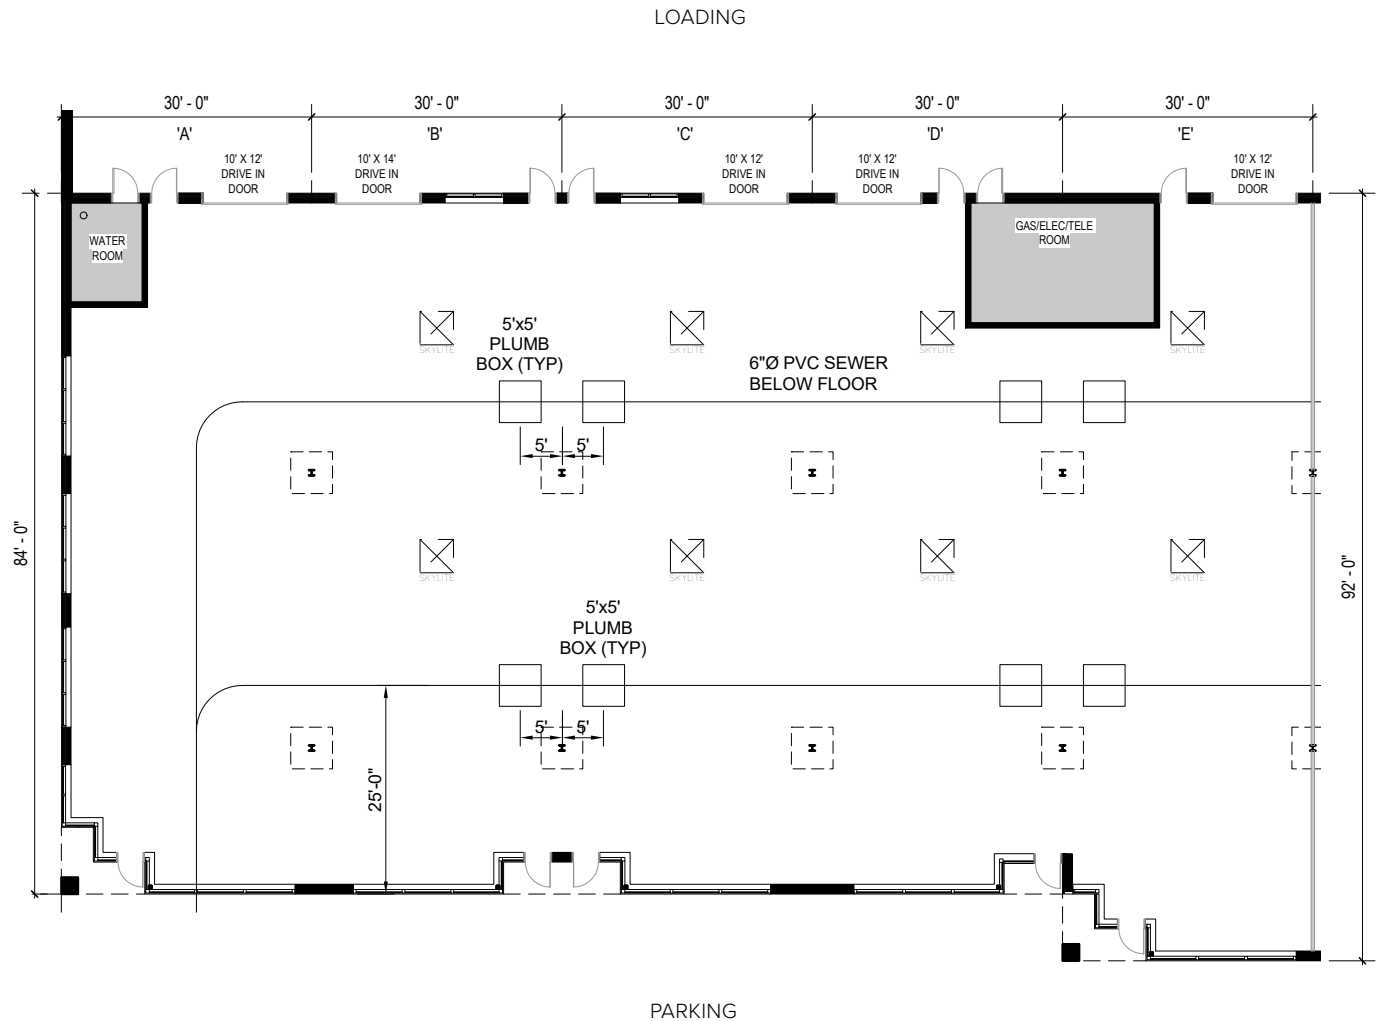 LOADING
30' - 0" 30' - 0" 30' - 0" 30' - 0" 30' - 0"
'A' 'B' 'C' 'D' 'E'
10' X 12'
DRIVE IN
DOOR
10' X 14'
DRIVE IN
DOOR
10' X 12'
DRIVE IN
DOOR
10' X 12'
DRIVE IN
DOOR
10' X 12'
DRIVE IN
DOOR
WATER
ROOM
GAS/ELEC/TELE
ROOM
SKYLITE SKYLITE SKYLITE SKYLITE
5'x5'
PLUMB
BOX (TYP)
6"Ø PVC SEWER
BELOW FLOOR
5' 5'
84' - 0"
SKYLITE SKYLITE SKYLITE SKYLITE
92' - 0"
5'x5'
PLUMB
BOX (TYP)
5' 5'
25'-0"
PARKING